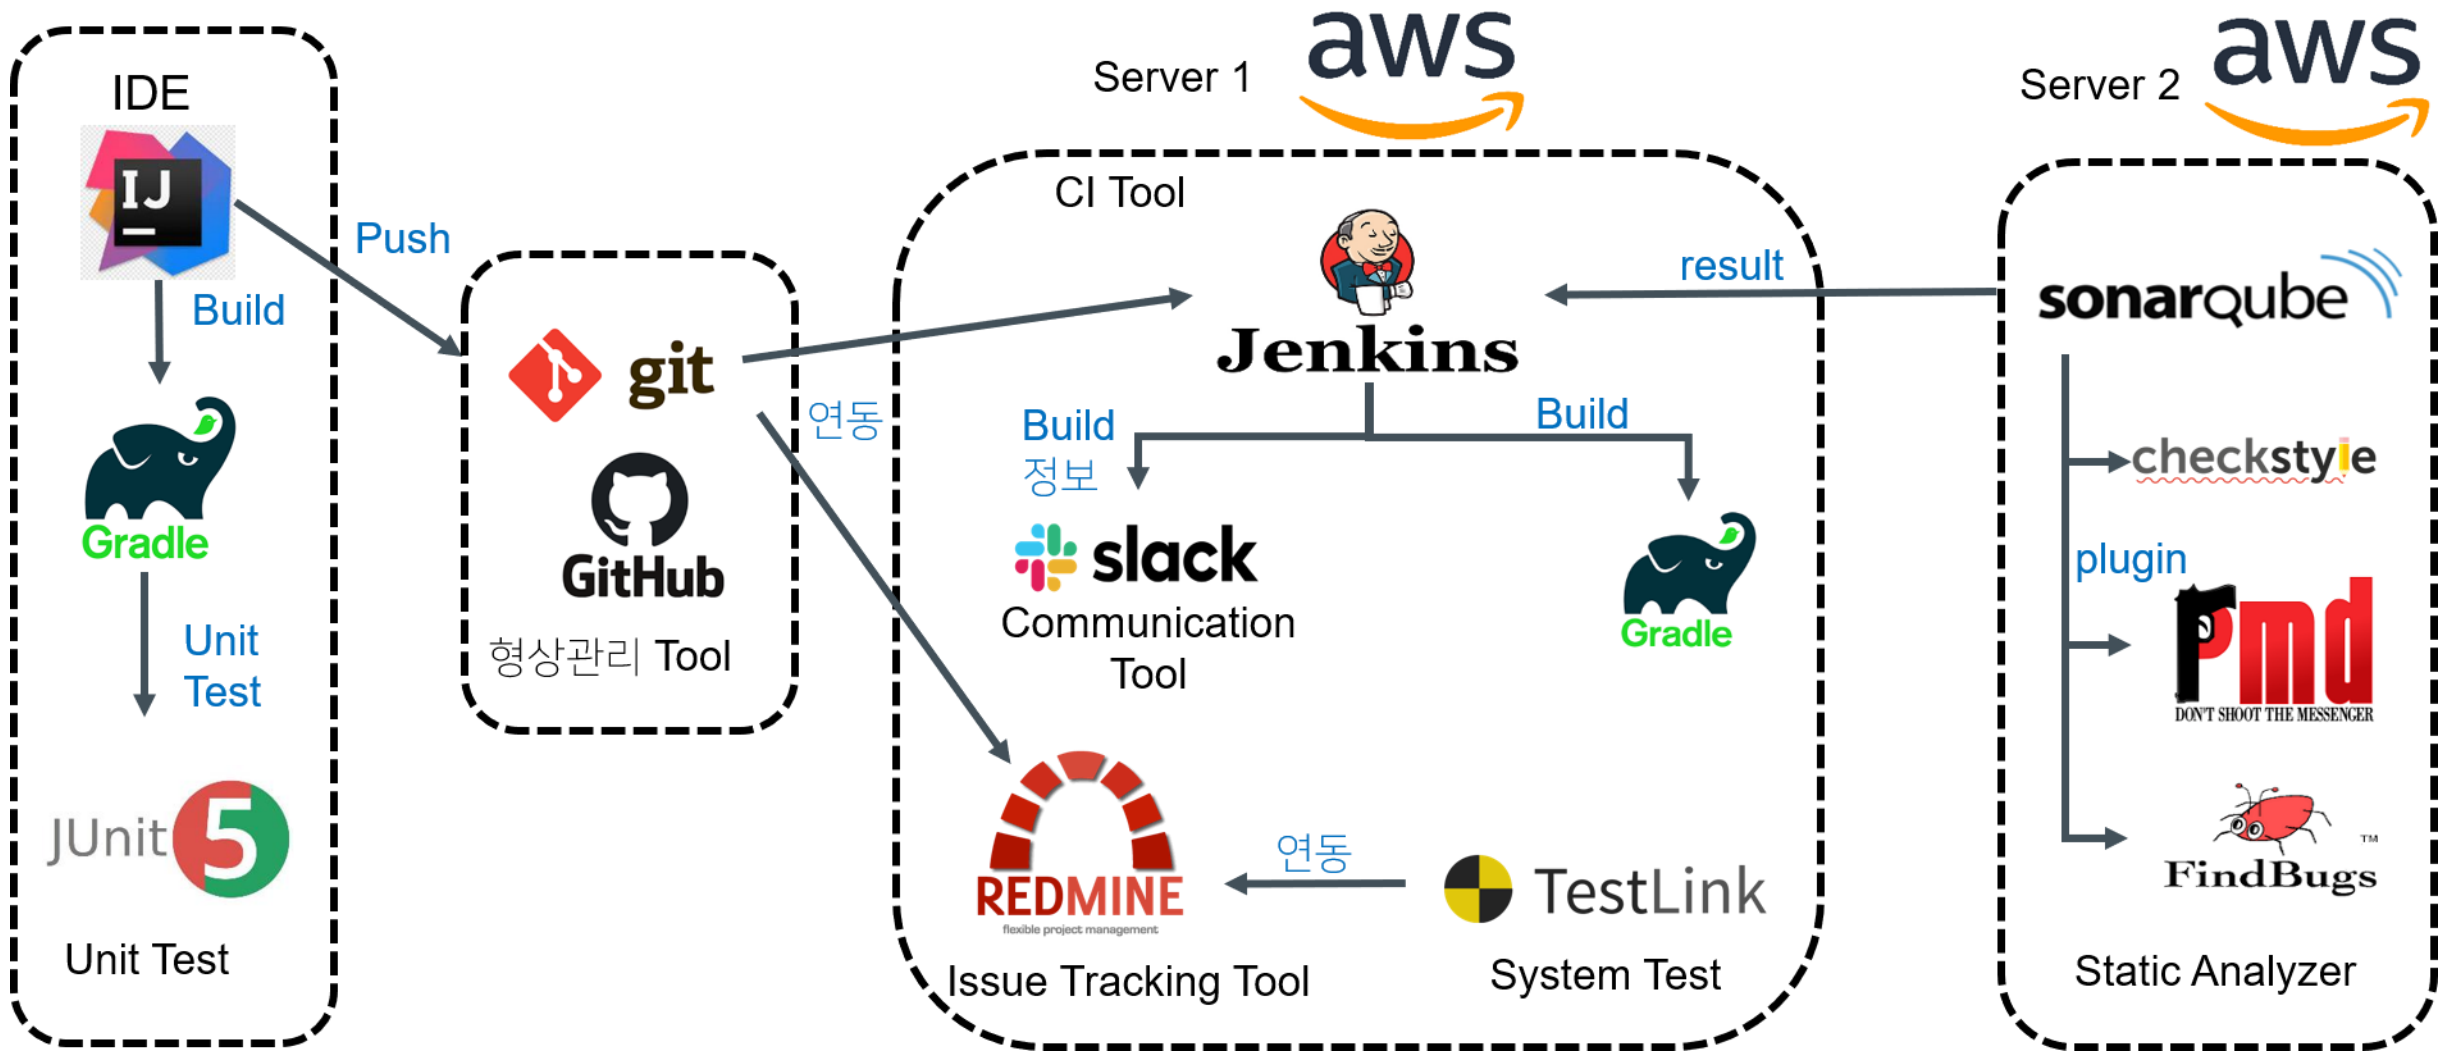 IDE
IJ
Build
Gradle
Unit
Test
JUnit 5
Unit Test
Push
git
GitHub
형상관리 Tool
연동
Server 1
aws
CI Tool
Jenkins
result
Build
정보
Build
slack
Communication
Tool
Gradle
REDMINE
flexible project management
Issue Tracking Tool
연동
TestLink
System Test
Server 2
aws
sonarqube
checkstyle
plugin
pmd
DON'T SHOOT THE MESSENGER
FindBugs
TM
Static Analyzer